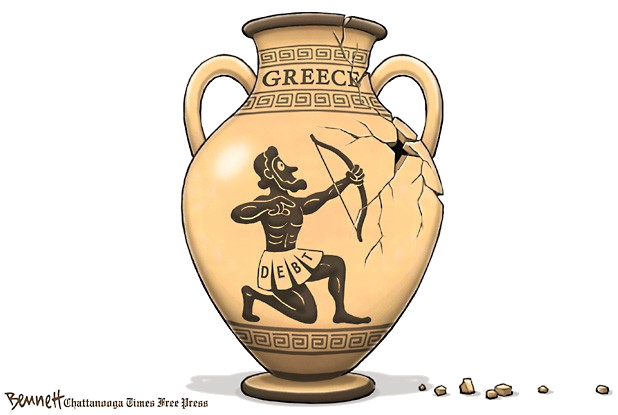 GREECE
DEBT
Bennett Chattanooga Times Free Press